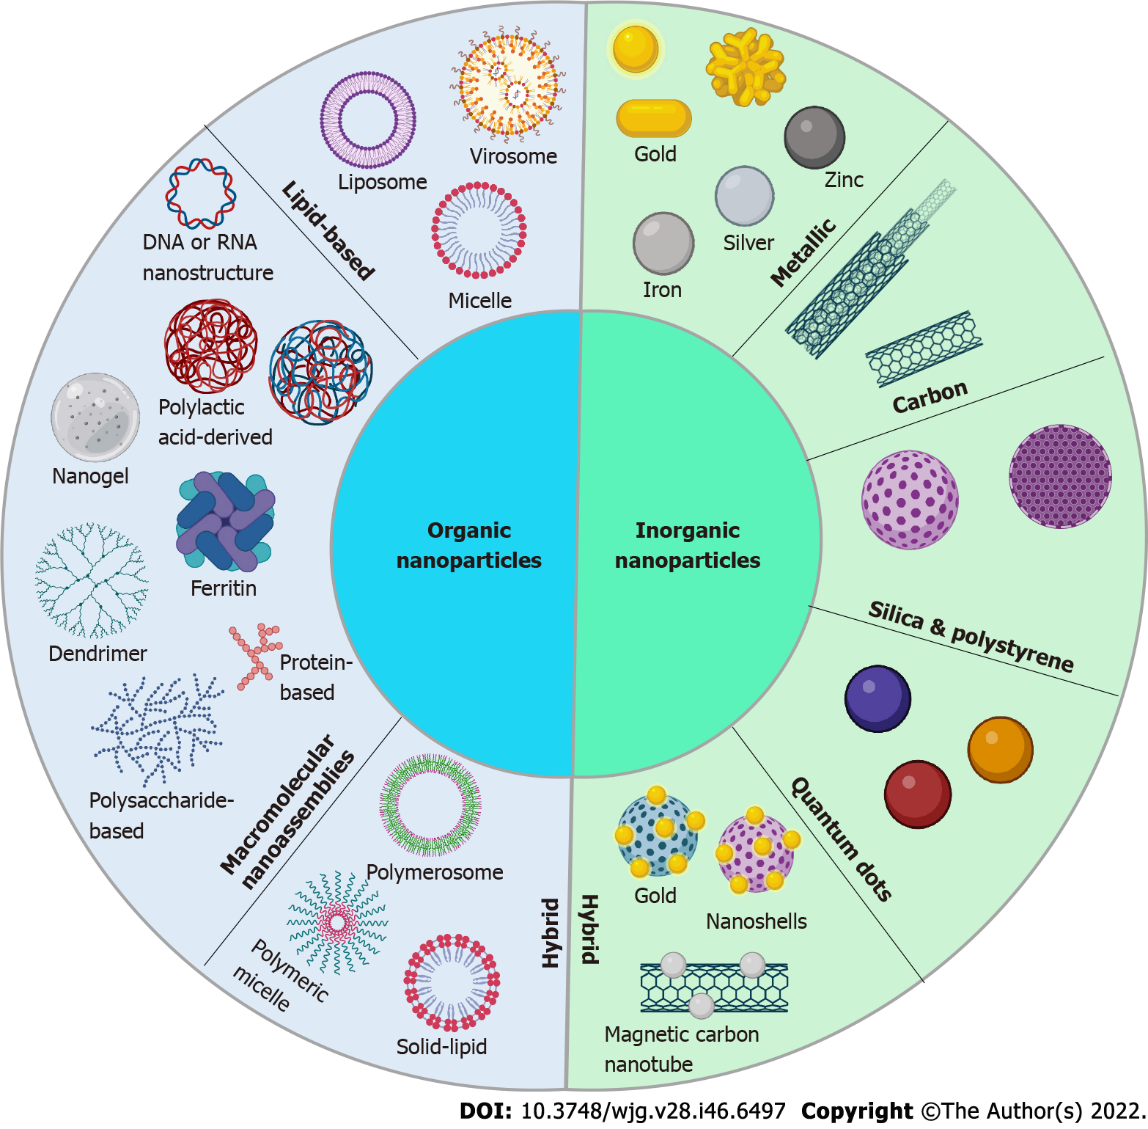 Virosome
Liposome
Lipid-based
Micelle
DNA or RNA
nanostructure
Polylactic
acid-derived
Nanogel
Ferritin
Dendrimer
Protein-
based
Polysaccharide-
based
Macromolecular
nanoassemblies
Polymerosome
Polymeric
micelle
Solid-lipid
Hybrid
Organic
nanoparticles
Inorganic
nanoparticles
Gold
Zinc
Silver
Iron
Metallic
Carbon
Silica & polystyrene
Quantum dots
Gold
Nanoshells
Hybrid
Magnetic carbon
nanotube
DOI: 10.3748/wjg.v28.i46.6497 Copyright ©The Author(s) 2022.